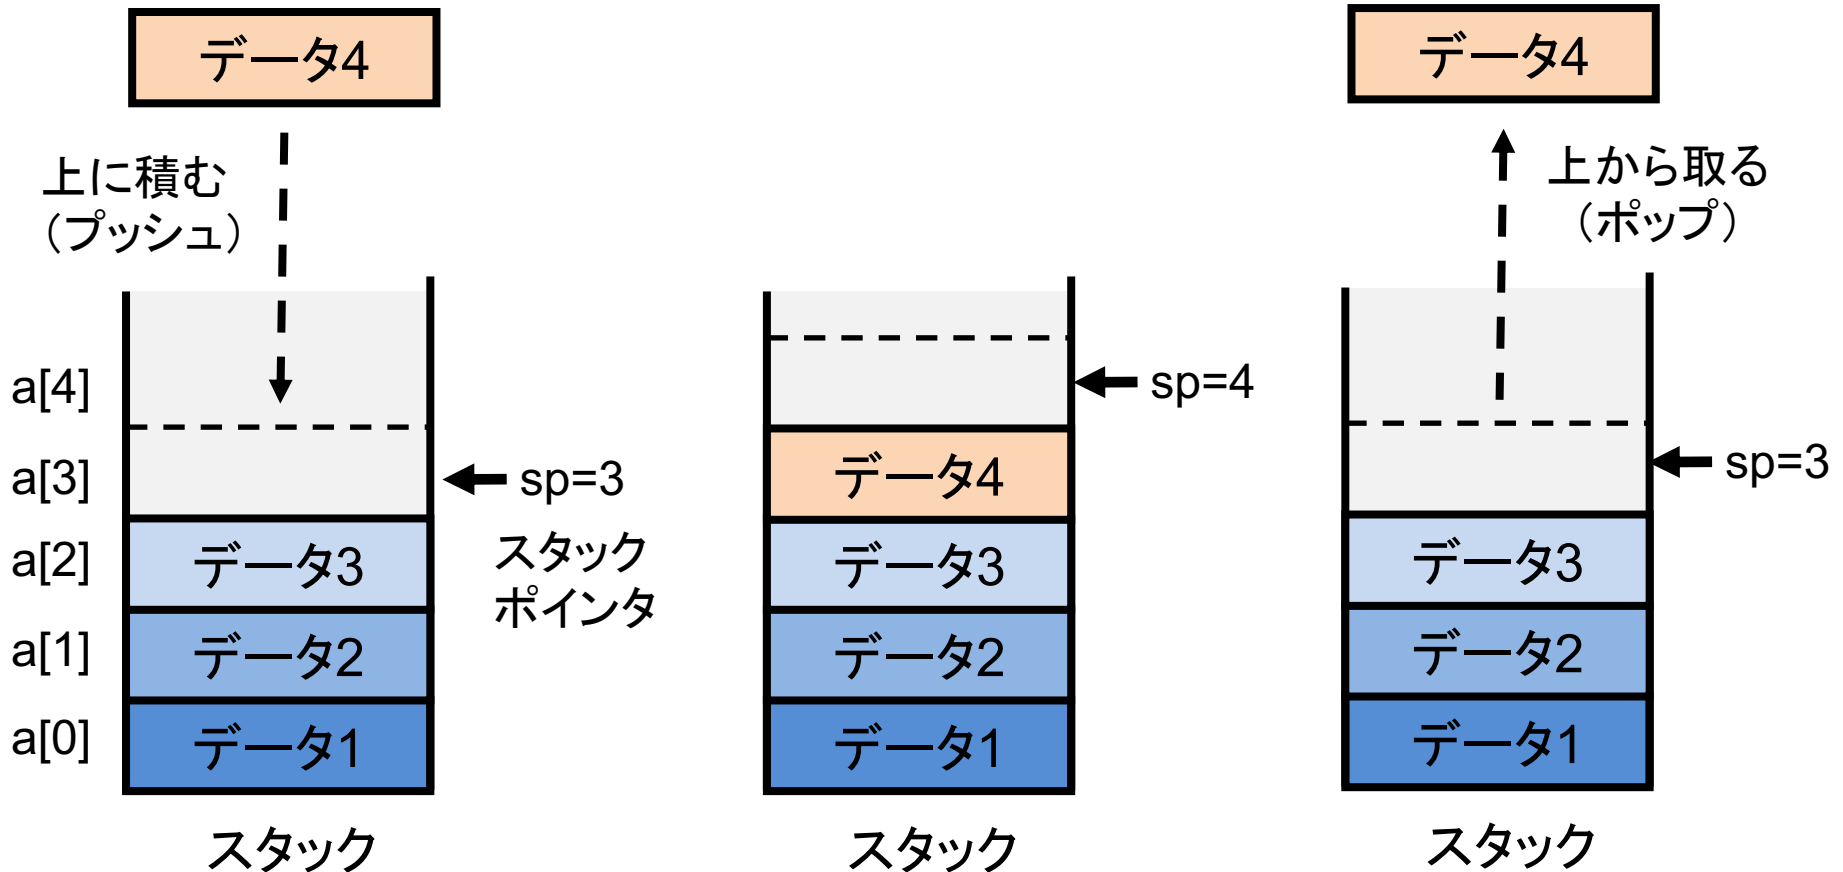 データ4
上に積む
（プッシュ）
a[4]
a[3]
a[2]
a[1]
a[0]
sp=3
スタック
ポインタ
データ3
データ2
データ1
スタック
sp=4
データ4
データ3
データ2
データ1
スタック
データ4
上から取る
（ポップ）
sp=3
データ3
データ2
データ1
スタック